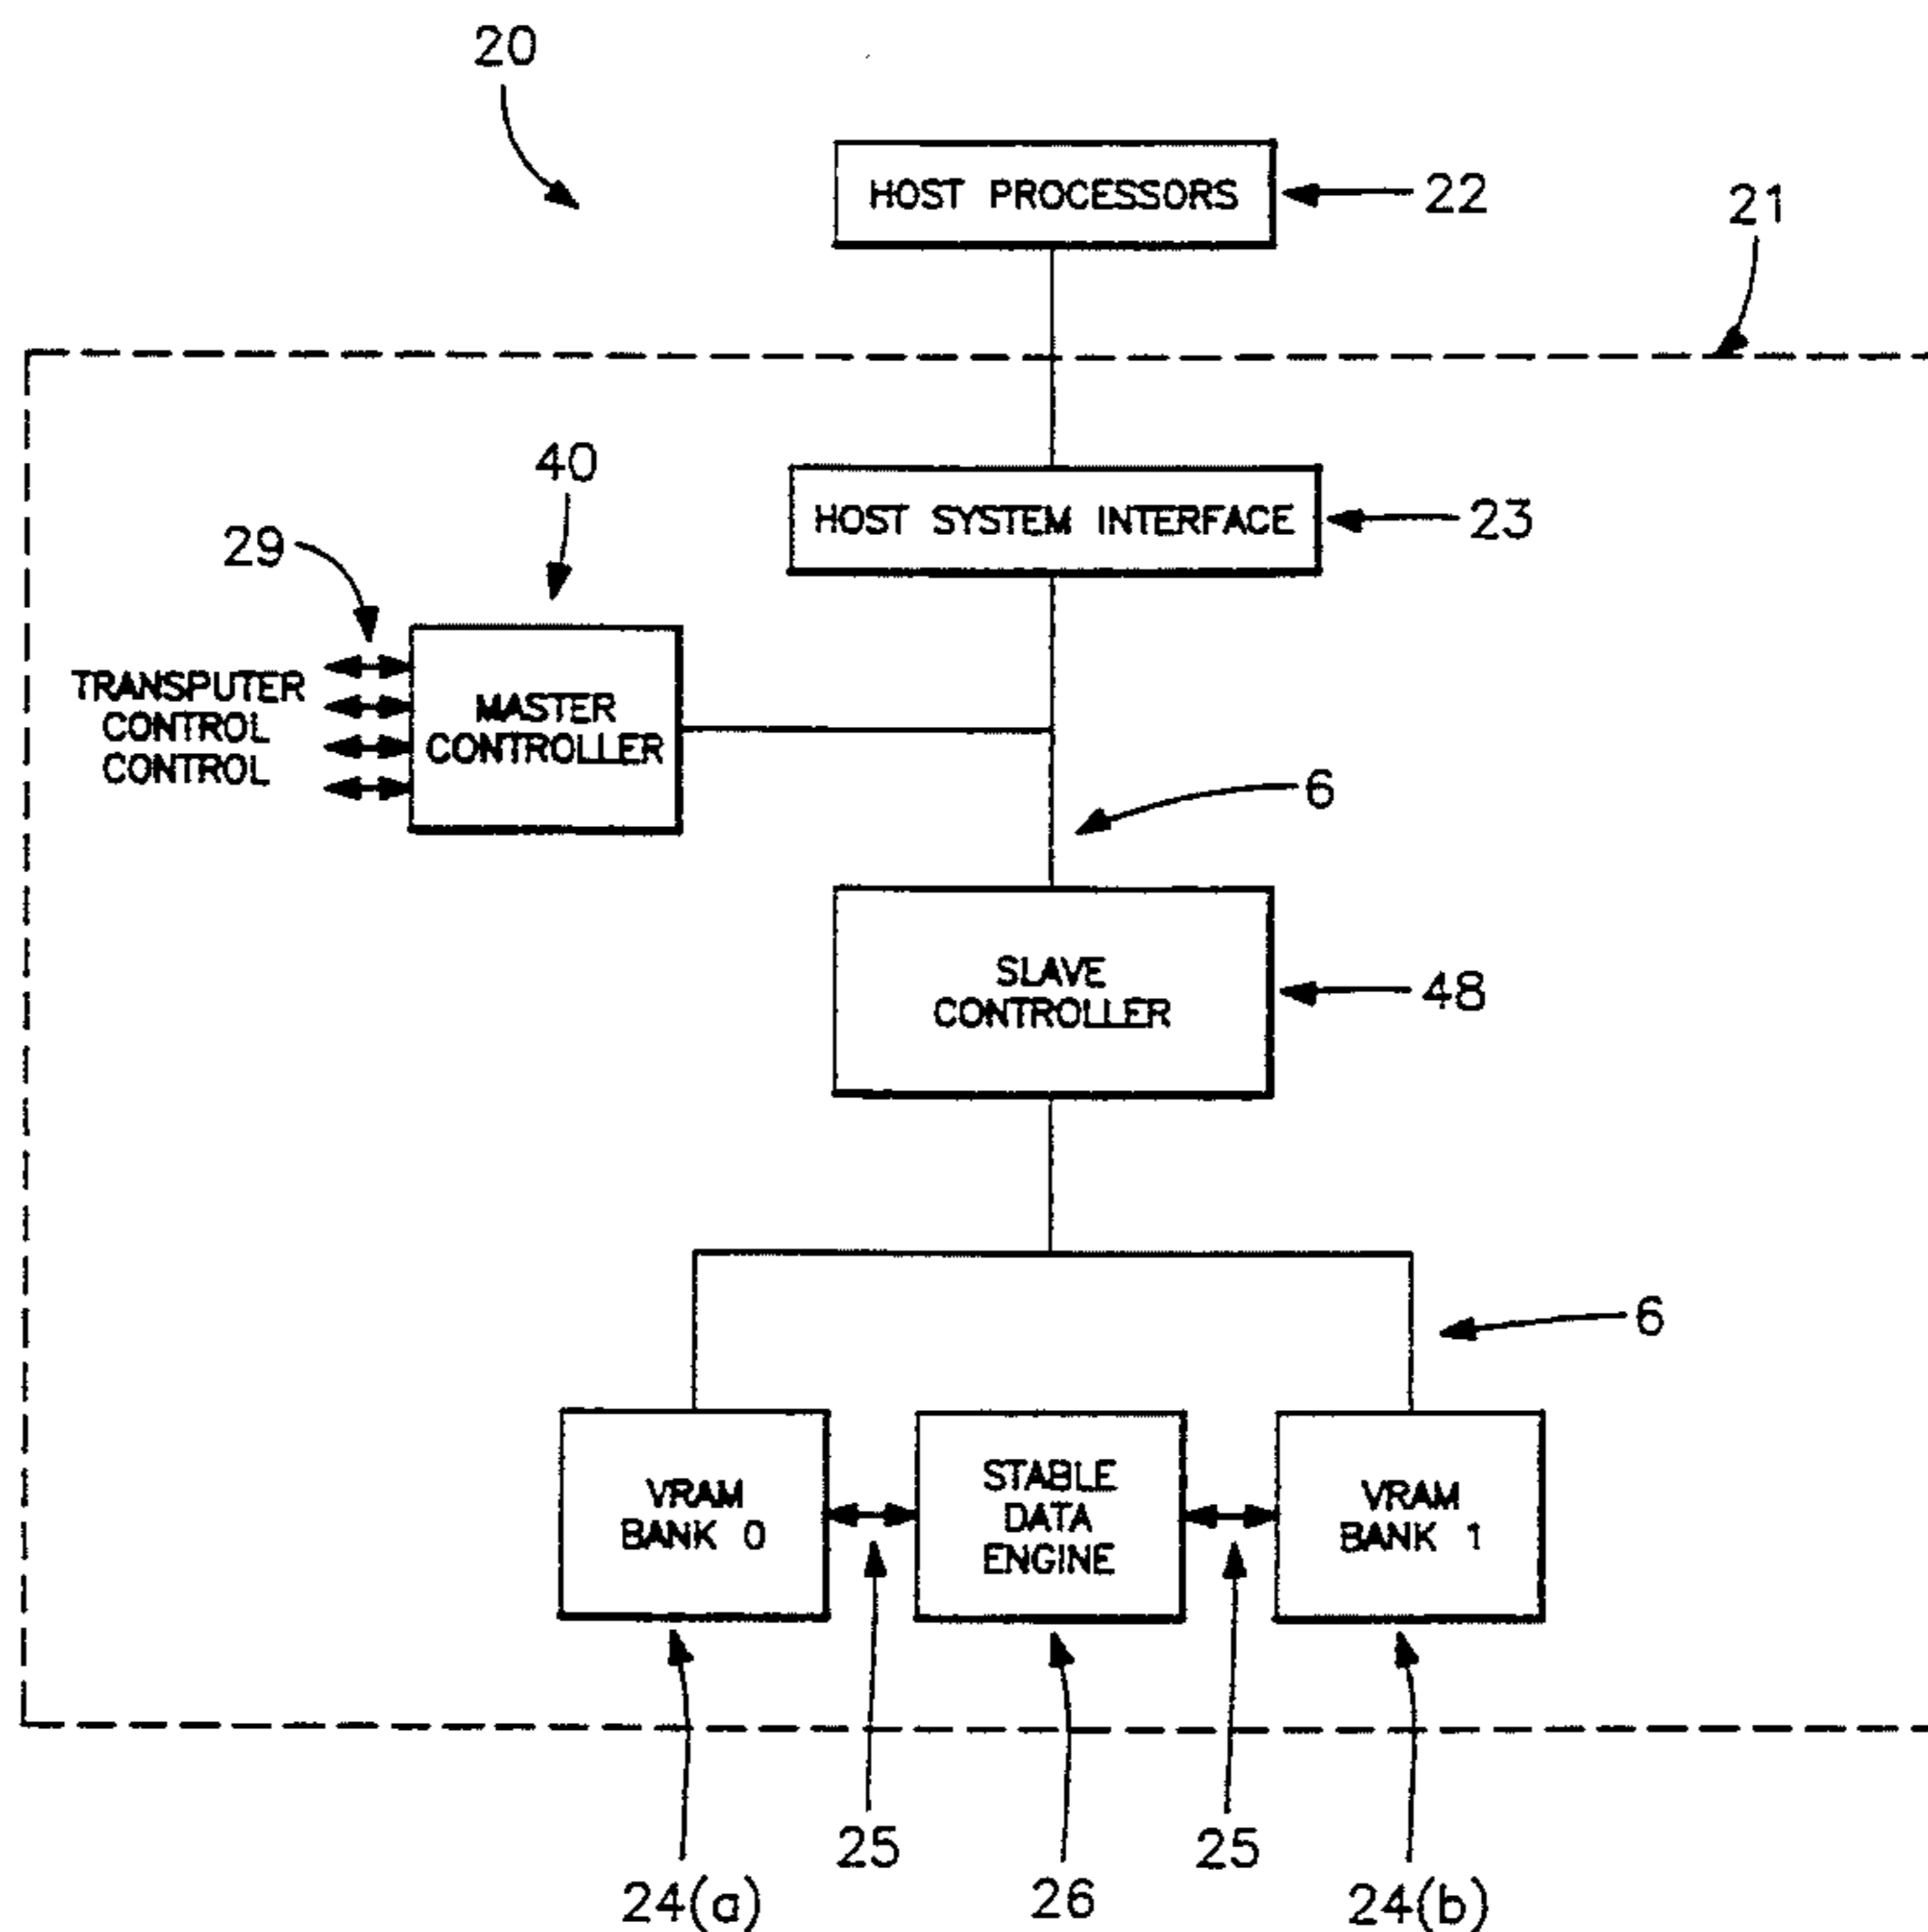 20
HOST PROCESSORS
22
21
40
HOST SYSTEM INTERFACE
23
29
TRANSPUTER
CONTROL
CONTROL
MASTER
CONTROLLER
6
SLAVE
CONTROLLER
48
6
VRAM
BANK 0
STABLE
DATA
ENGINE
VRAM
BANK 1
25
25
24(a)
26
24(b)